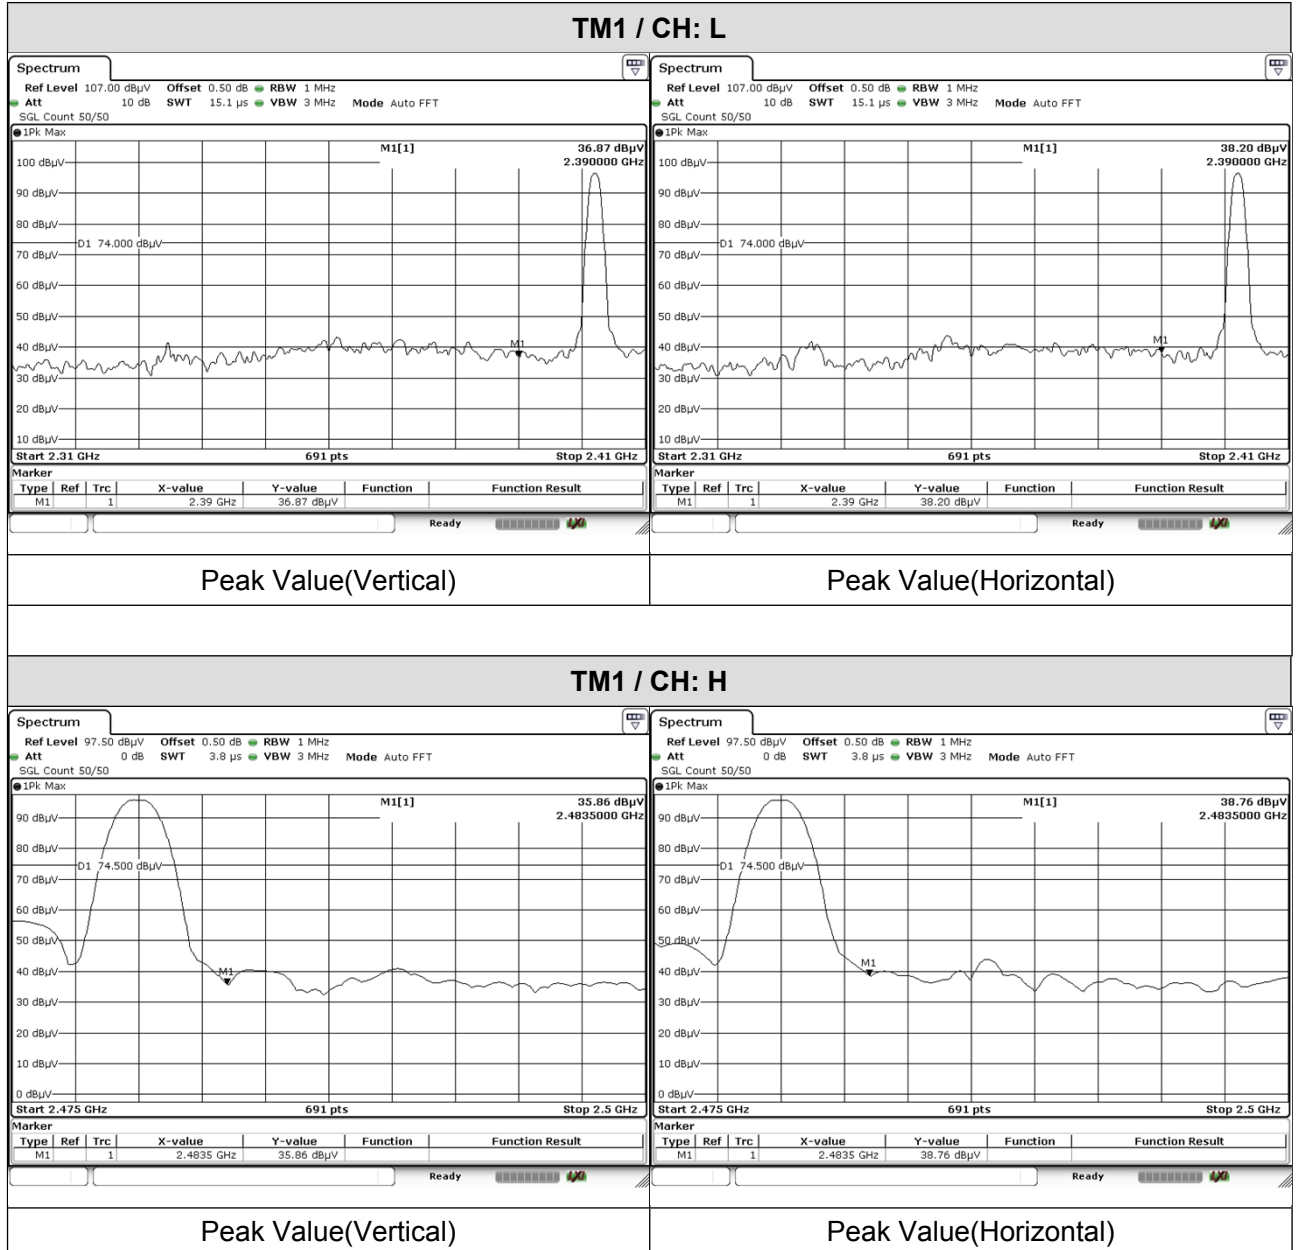 TM1 / CH: L
Spectrum
Ref Level 107.00 dBµV Offset 0.50 dB RBW 1 MHz
Att 10 dB SWT 15.1 µs VBW 3 MHz Mode Auto FFT
SGL Count 50/50
1Pk Max
M1[1] 36.87 dBµV
2.390000 GHz
100 dBµV
90 dBµV
80 dBµV
D1 74.000 dBµV
70 dBµV
60 dBµV
50 dBµV
40 dBµV
M1
30 dBµV
20 dBµV
10 dBµV
Start 2.31 GHz 691 pts Stop 2.41 GHz
Marker
Type Ref Trc X-value Y-value Function Function Result
M1 1 2.39 GHz 36.87 dBµV
Ready LXI
Peak Value(Vertical)
Spectrum
Ref Level 107.00 dBµV Offset 0.50 dB RBW 1 MHz
Att 10 dB SWT 15.1 µs VBW 3 MHz Mode Auto FFT
SGL Count 50/50
1Pk Max
M1[1] 38.20 dBµV
2.390000 GHz
100 dBµV
90 dBµV
80 dBµV
D1 74.000 dBµV
70 dBµV
60 dBµV
50 dBµV
M1
40 dBµV
30 dBµV
20 dBµV
10 dBµV
Start 2.31 GHz 691 pts Stop 2.41 GHz
Marker
Type Ref Trc X-value Y-value Function Function Result
M1 1 2.39 GHz 38.20 dBµV
Ready LXI
Peak Value(Horizontal)
TM1 / CH: H
Spectrum
Ref Level 97.50 dBµV Offset 0.50 dB RBW 1 MHz
Att 0 dB SWT 3.8 µs VBW 3 MHz Mode Auto FFT
SGL Count 50/50
1Pk Max
M1[1] 35.86 dBµV
2.4835000 GHz
90 dBµV
80 dBµV
D1 74.500 dBµV
70 dBµV
60 dBµV
50 dBµV
40 dBµV
M1
30 dBµV
20 dBµV
10 dBµV
0 dBµV
Start 2.475 GHz 691 pts Stop 2.5 GHz
Marker
Type Ref Trc X-value Y-value Function Function Result
M1 1 2.4835 GHz 35.86 dBµV
Ready LXI
Peak Value(Vertical)
Spectrum
Ref Level 97.50 dBµV Offset 0.50 dB RBW 1 MHz
Att 0 dB SWT 3.8 µs VBW 3 MHz Mode Auto FFT
SGL Count 50/50
1Pk Max
M1[1] 38.76 dBµV
2.4835000 GHz
90 dBµV
80 dBµV
D1 74.500 dBµV
70 dBµV
60 dBµV
50 dBµV
M1
40 dBµV
30 dBµV
20 dBµV
10 dBµV
0 dBµV
Start 2.475 GHz 691 pts Stop 2.5 GHz
Marker
Type Ref Trc X-value Y-value Function Function Result
M1 1 2.4835 GHz 38.76 dBµV
Ready LXI
Peak Value(Horizontal)